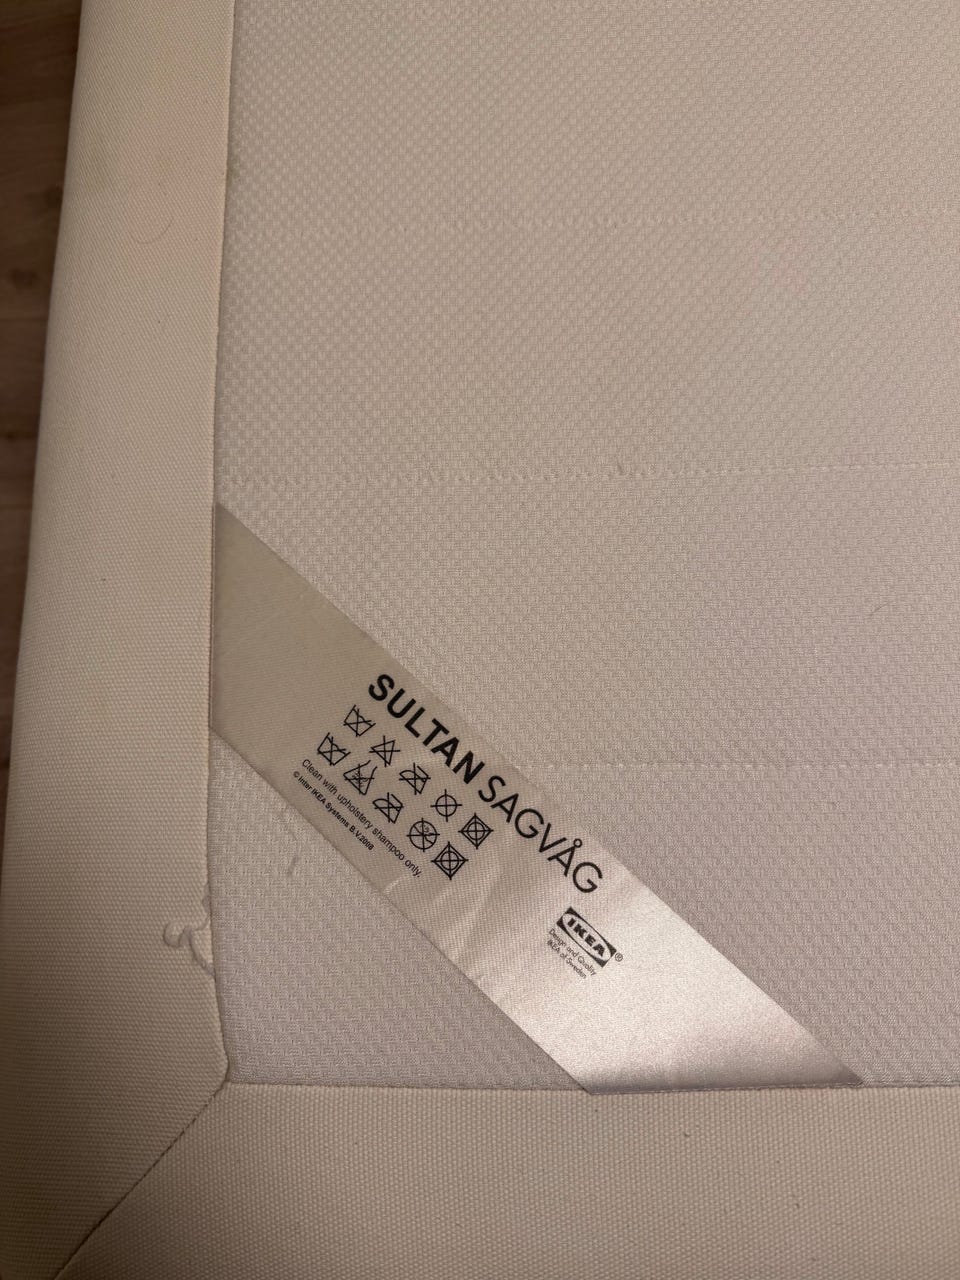 SULTAN SAGVÅG
Clean with upholstery shampoo only.
© Inter IKEA Systems B.V.2008
IKEA®
Design and Quality
IKEA of Sweden